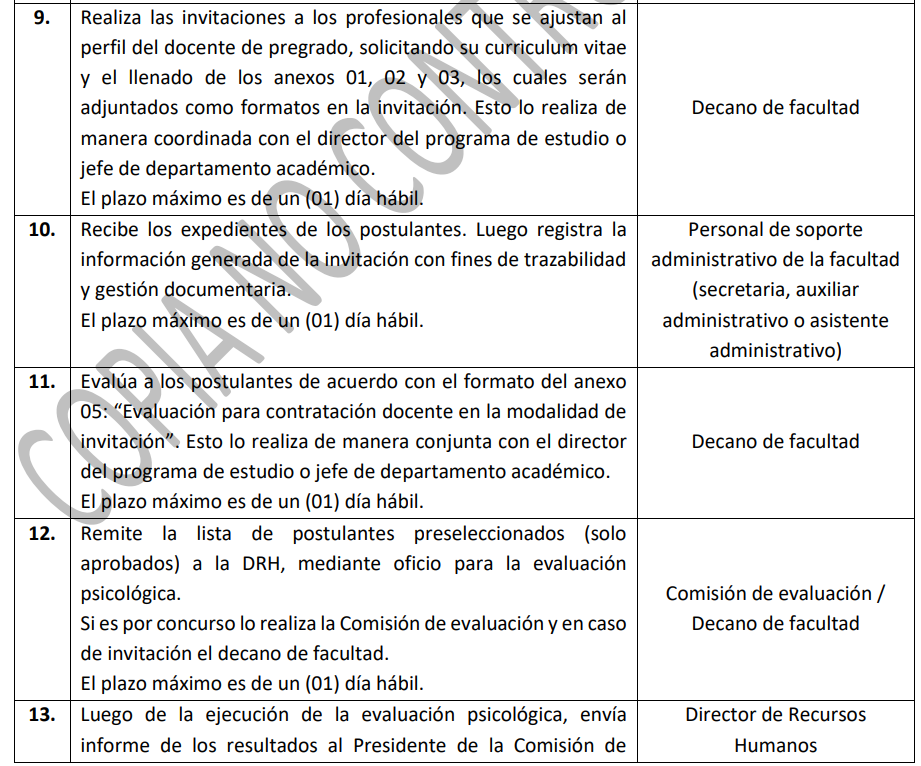 9. Realiza las invitaciones a los profesionales que se ajustan al
perfil del docente de pregrado, solicitando su curriculum vitae
y el llenado de los anexos 01, 02 y 03, los cuales serán
adjuntados como formatos en la invitación. Esto lo realiza de
manera coordinada con el director del programa de estudio o
jefe de departamento académico.
El plazo máximo es de un (01) día hábil.
Decano de facultad
10. Recibe los expedientes de los postulantes. Luego registra la
información generada de la invitación con fines de trazabilidad
y gestión documentaria.
El plazo máximo es de un (01) día hábil.
Personal de soporte
administrativo de la facultad
(secretaria, auxiliar
administrativo o asistente
administrativo)
11. Evalúa a los postulantes de acuerdo con el formato del anexo
05: “Evaluación para contratación docente en la modalidad de
invitación”. Esto lo realiza de manera conjunta con el director
del programa de estudio o jefe de departamento académico.
El plazo máximo es de un (01) día hábil.
Decano de facultad
12. Remite la lista de postulantes preseleccionados (solo
aprobados) a la DRH, mediante oficio para la evaluación
psicológica.
Si es por concurso lo realiza la Comisión de evaluación y en caso
de invitación el decano de facultad.
El plazo máximo es de un (01) día hábil.
Comisión de evaluación /
Decano de facultad
13. Luego de la ejecución de la evaluación psicológica, envía
informe de los resultados al Presidente de la Comisión de
Director de Recursos
Humanos
COPIA NO CONTRO